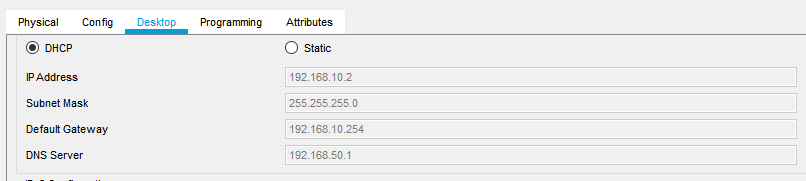 Physical Config Desktop Programming Attributes
DHCP Static
IP Address 192.168.10.2
Subnet Mask 255.255.255.0
Default Gateway 192.168.10.254
DNS Server 192.168.50.1